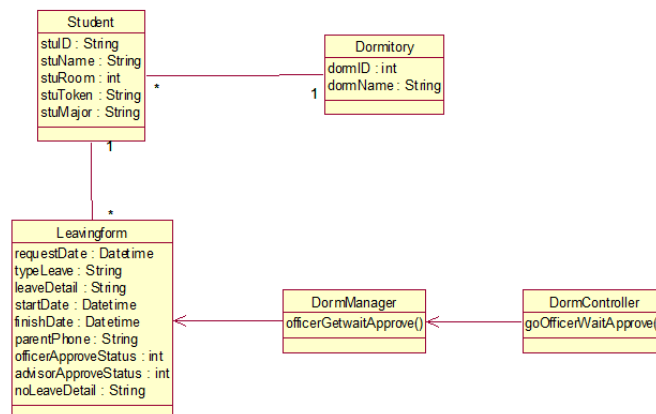 Student
stuID : String
stuName : String
stuRoom : int
stuToken : String
stuMajor : String
Dormitory
dormID : int
dormName : String
*
1
1
*
Leavingform
requestDate : Datetime
typeLeave : String
leaveDetail : String
startDate : Datetime
finishDate : Datetime
parentPhone : String
officerApproveStatus : int
advisorApproveStatus : int
noLeaveDetail : String
DormManager
officerGetwaitApprove()
DormController
goOfficerWaitApprove(